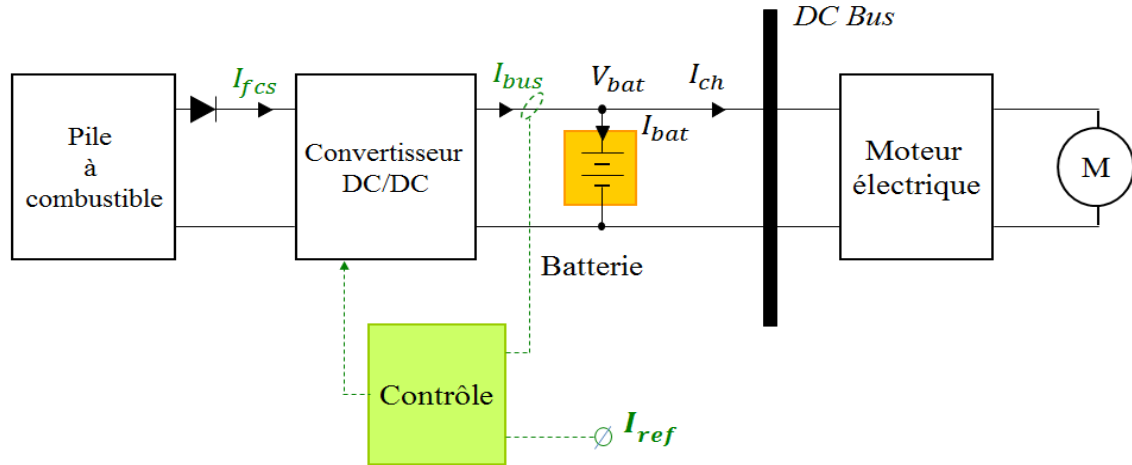 DC Bus
I_fcs
I_bus
V_bat
I_ch
I_bat
Pile
à
combustible
Convertisseur
DC/DC
Moteur
électrique
M
Batterie
Contrôle
I_ref